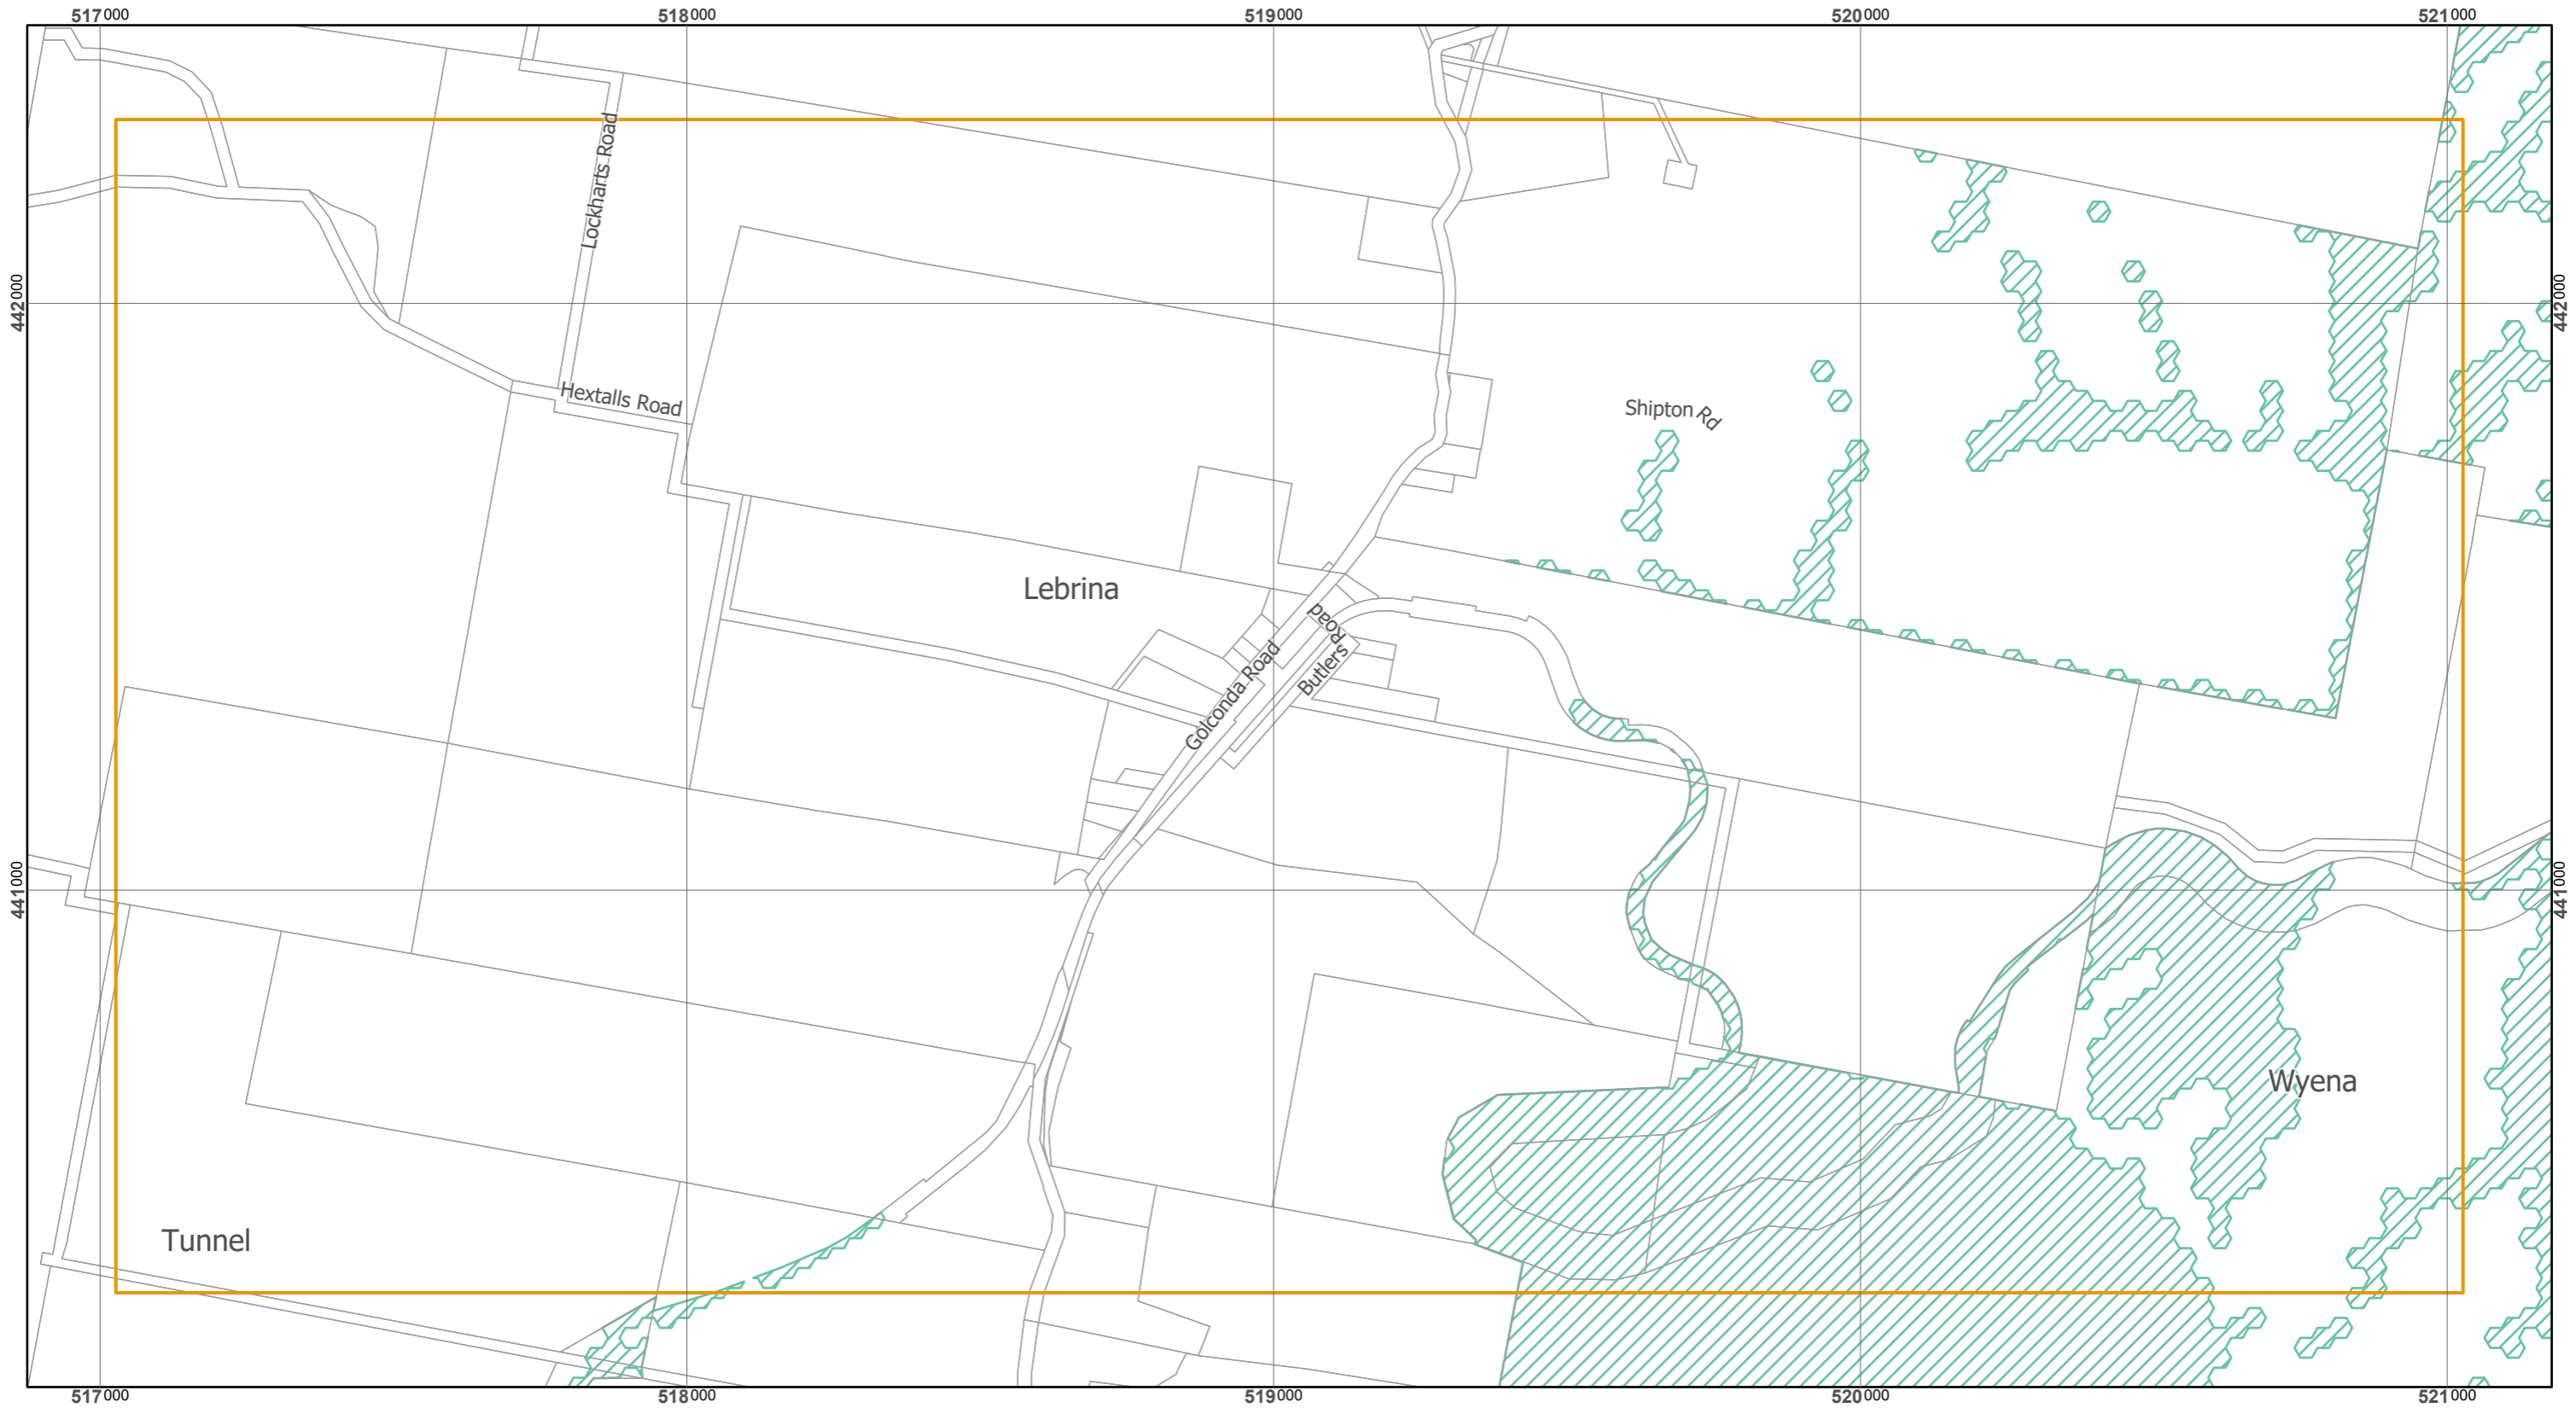 517000 518000 519000 520000 521000
Lockharts Road
442000 442000
Hextalls Road
Shipton Rd
Lebrina
Butlers Road
Golconda Road
441000 441000
Wyena
Tunnel
517000 518000 519000 520000 521000